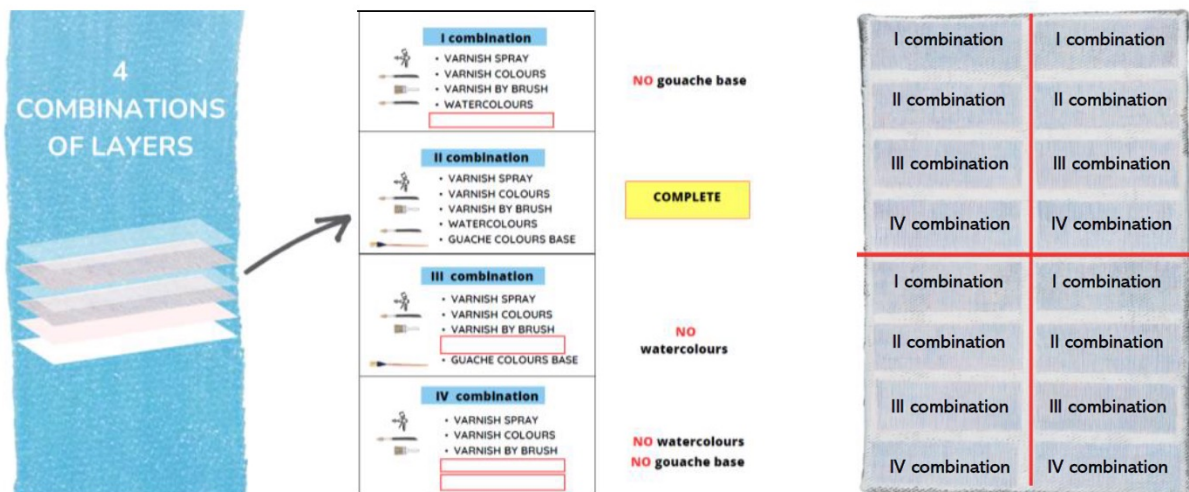 4
COMBINATIONS
OF LAYERS
I combination
• VARNISH SPRAY
• VARNISH COLOURS
• VARNISH BY BRUSH
• WATERCOLOURS
NO gouache base
II combination
• VARNISH SPRAY
• VARNISH COLOURS
• VARNISH BY BRUSH
• WATERCOLOURS
• GUACHE COLOURS BASE
COMPLETE
III combination
• VARNISH SPRAY
• VARNISH COLOURS
• VARNISH BY BRUSH
• GUACHE COLOURS BASE
NO
watercolours
IV combination
• VARNISH SPRAY
• VARNISH COLOURS
• VARNISH BY BRUSH
NO watercolours
NO gouache base
I combination I combination
II combination II combination
III combination III combination
IV combination IV combination
I combination I combination
II combination II combination
III combination III combination
IV combination IV combination